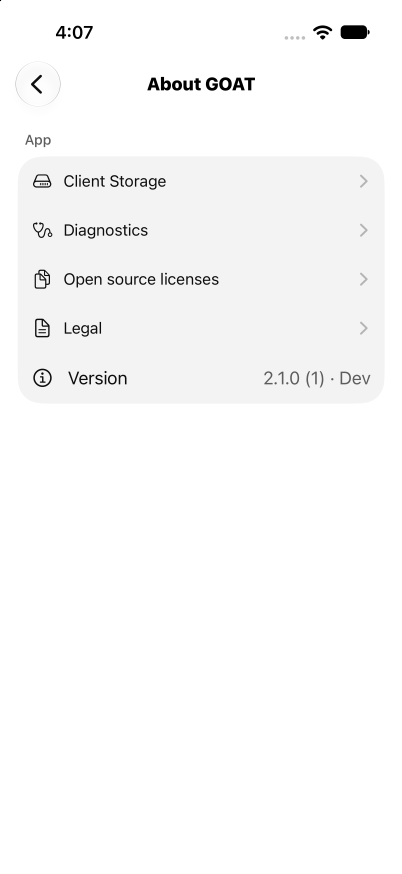 4:07
About GOAT
App
Client Storage
Diagnostics
Open source licenses
Legal
Version 2.1.0 (1) · Dev